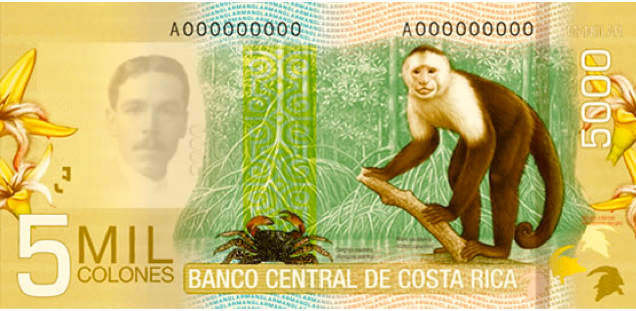 A000000000
A000000000
5000
5 MIL
COLONES
BANCO CENTRAL DE COSTA RICA